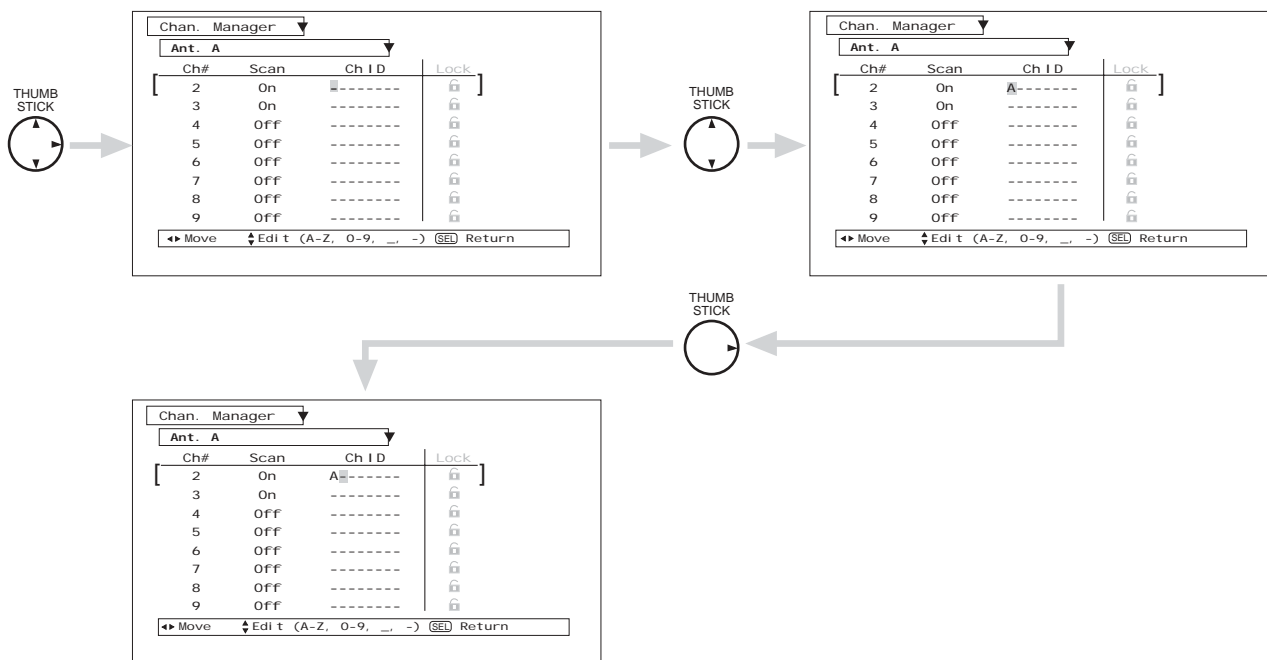 THUMB
STICK
Chan. Manager
Ant. A
Ch# Scan Ch ID Lock
[ 2 On -------- ]
3 On --------
4 Off --------
5 Off --------
6 Off --------
7 Off --------
8 Off --------
9 Off --------
Move Edit (A-Z, 0-9, _, -) SEL Return
THUMB
STICK
Chan. Manager
Ant. A
Ch# Scan Ch ID Lock
[ 2 On A------- ]
3 On --------
4 Off --------
5 Off --------
6 Off --------
7 Off --------
8 Off --------
9 Off --------
Move Edit (A-Z, 0-9, _, -) SEL Return
THUMB
STICK
Chan. Manager
Ant. A
Ch# Scan Ch ID Lock
[ 2 On A------- ]
3 On --------
4 Off --------
5 Off --------
6 Off --------
7 Off --------
8 Off --------
9 Off --------
Move Edit (A-Z, 0-9, _, -) SEL Return